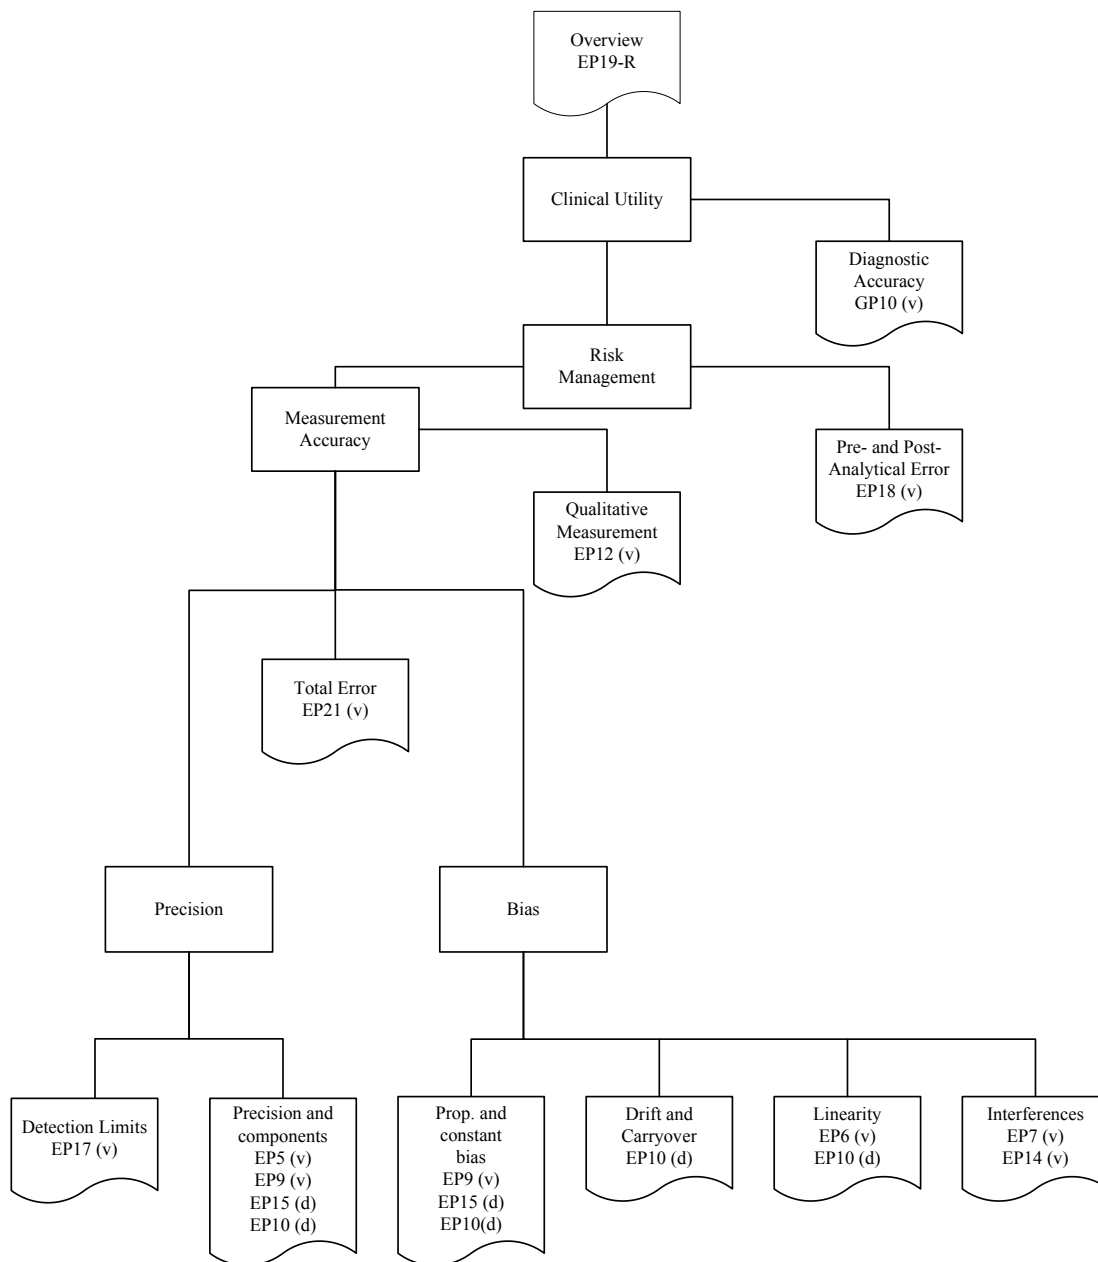 Overview
EP19-R
Clinical Utility
Diagnostic
Accuracy
GP10 (v)
Risk
Management
Measurement
Accuracy
Pre- and Post-
Analytical Error
EP18 (v)
Qualitative
Measurement
EP12 (v)
Total Error
EP21 (v)
Precision
Bias
Detection Limits
EP17 (v)
Precision and
components
EP5 (v)
EP9 (v)
EP15 (d)
EP10 (d)
Prop. and
constant
bias
EP9 (v)
EP15 (d)
EP10(d)
Drift and
Carryover
EP10 (d)
Linearity
EP6 (v)
EP10 (d)
Interferences
EP7 (v)
EP14 (v)